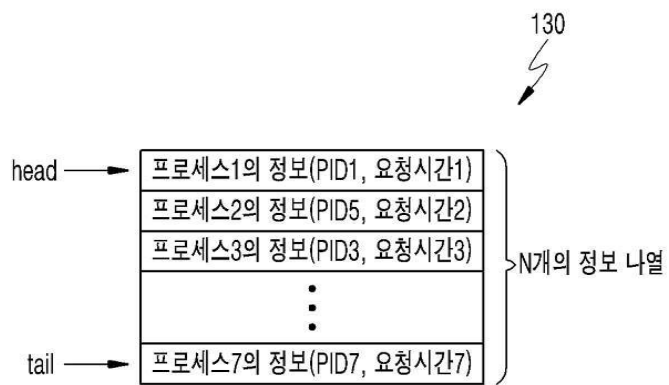 130
head
프로세스1의 정보(PID1, 요청시간1)
프로세스2의 정보(PID5, 요청시간2)
프로세스3의 정보(PID3, 요청시간3)
N개의 정보 나열
tail
프로세스7의 정보(PID7, 요청시간7)